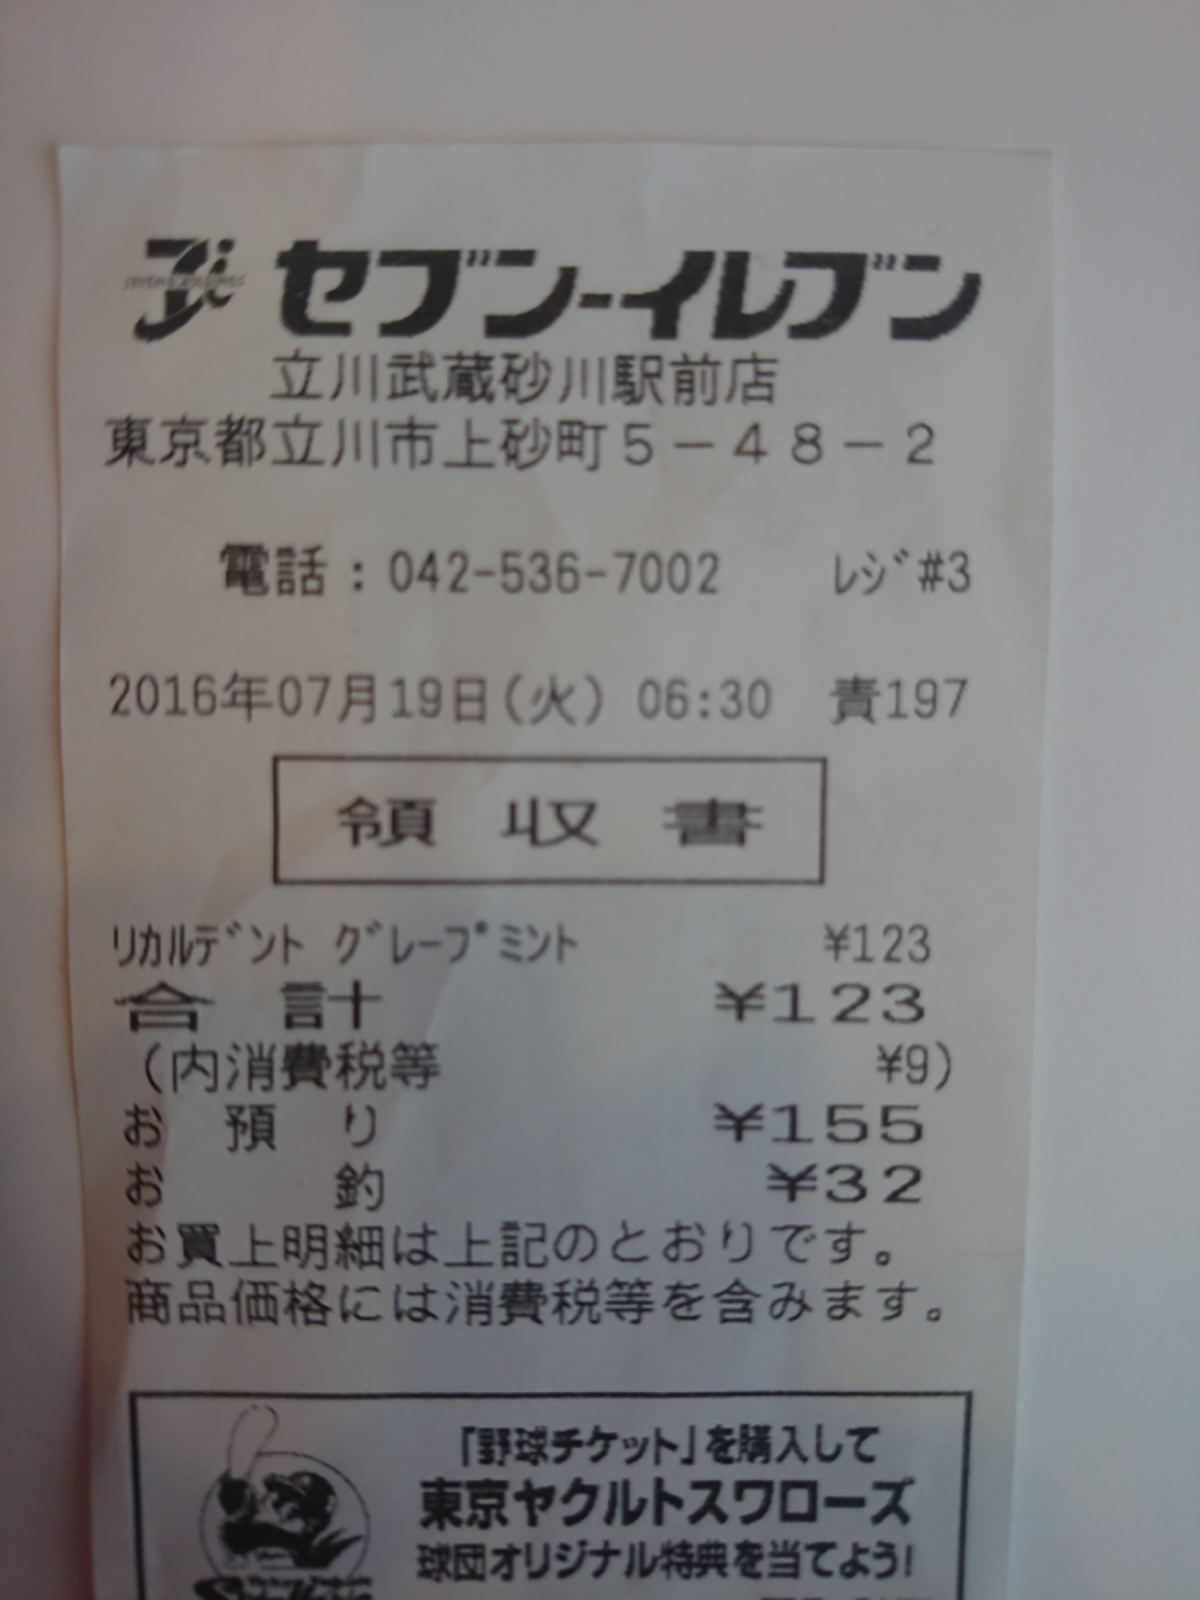 セブン-イレブン
立川武蔵砂川駅前店
東京都立川市上砂町5-48-2
電話:042-536-7002 レジ#3
2016年07月19日(火) 06:30 責197
領収書
リカルデント グレープミント ¥123
合計 ¥123
(内消費税等 ¥9)
お預り ¥155
お釣 ¥32
お買上明細は上記のとおりです。
商品価格には消費税等を含みます。
「野球チケット」を購入して
東京ヤクルトスワローズ
球団オリジナル特典を当てよう!